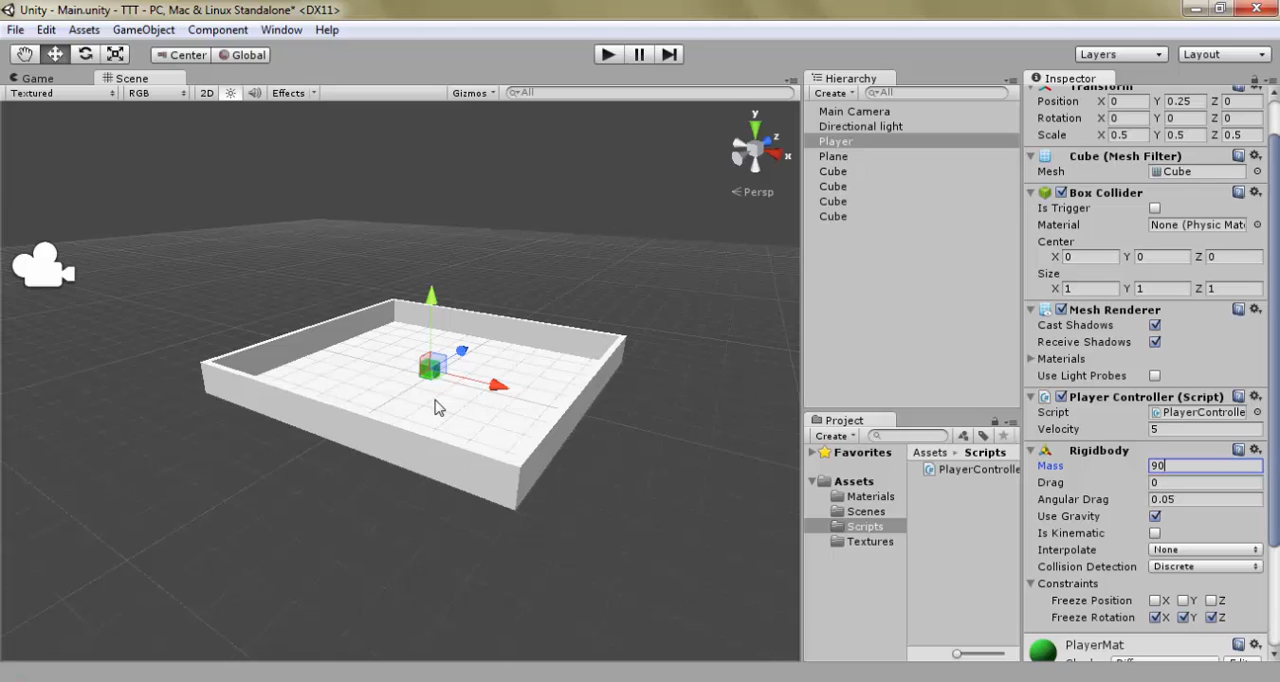 Unity - Main.unity - TTT - PC, Mac & Linux Standalone* <DX11>
File Edit Assets GameObject Component Window Help
Center Global Layers Layout
Game Scene
Textured RGB 2D Effects Gizmos All
y
z
x
Persp
Hierarchy
Create All
Main Camera
Directional light
Player
Plane
Cube
Cube
Cube
Cube
Project
Create
Favorites
Assets
Materials
Scenes
Scripts
Textures
Assets Scripts
PlayerControlle
Inspector
Transform
Position X 0 Y 0.25 Z 0
Rotation X 0 Y 0 Z 0
Scale X 0.5 Y 0.5 Z 0.5
Cube (Mesh Filter)
Mesh Cube
Box Collider
Is Trigger
Material None (Physic Mat
Center
X 0 Y 0 Z 0
Size
X 1 Y 1 Z 1
Mesh Renderer
Cast Shadows
Receive Shadows
Materials
Use Light Probes
Player Controller (Script)
Script PlayerControlle
Velocity 5
Rigidbody
Mass 90
Drag 0
Angular Drag 0.05
Use Gravity
Is Kinematic
Interpolate None
Collision Detection Discrete
Constraints
Freeze Position X Y Z
Freeze Rotation X Y Z
PlayerMat